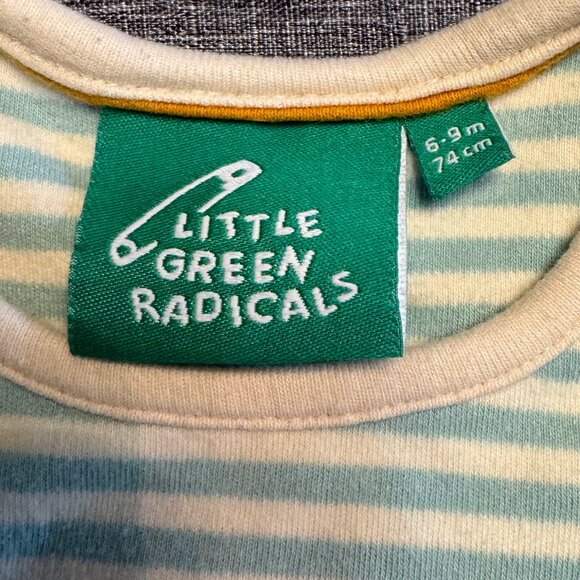 LITTLE
GREEN
RADICALS
6-9m
74cm